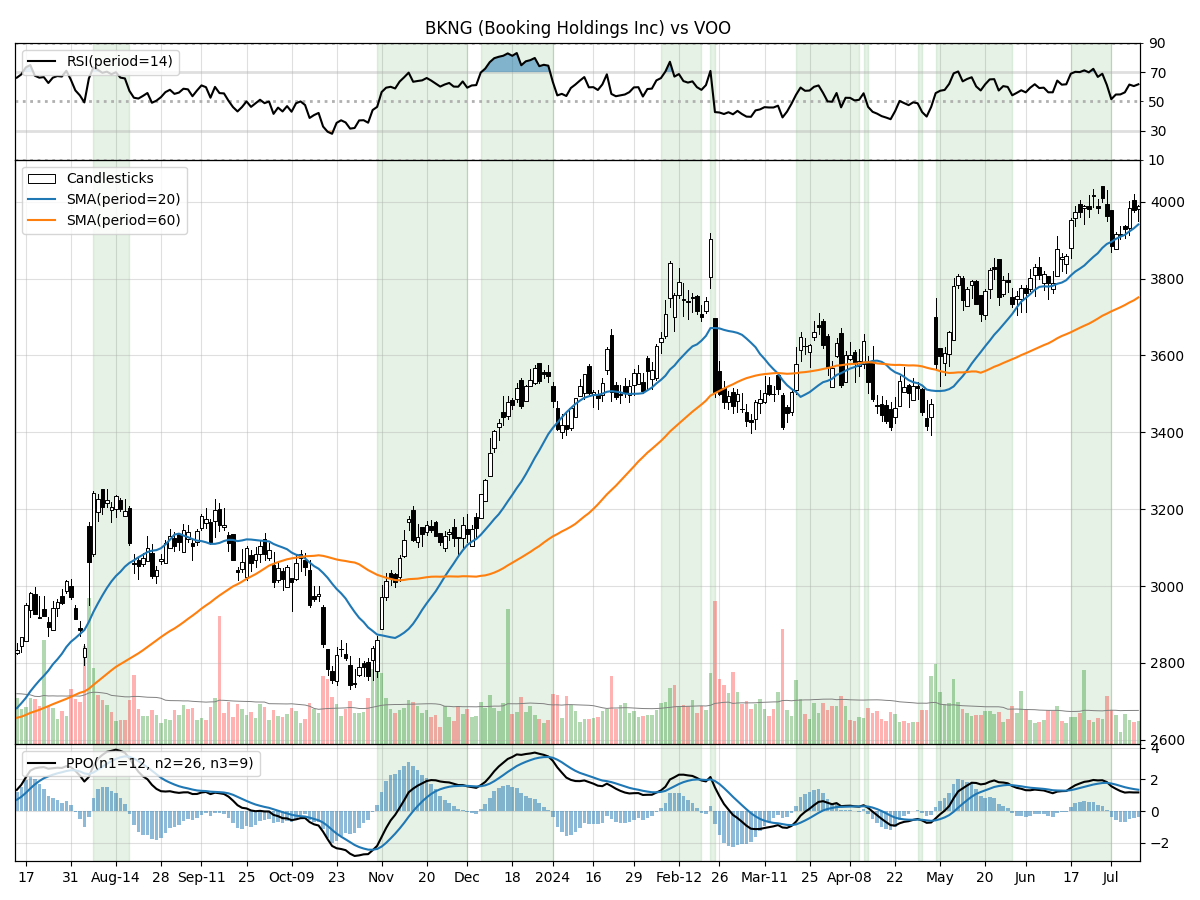 BKNG (Booking Holdings Inc) vs VOO
RSI(period=14)
90
70
50
30
10
Candlesticks
SMA(period=20)
SMA(period=60)
4000
3800
3600
3400
3200
3000
2800
2600
PPO(n1=12, n2=26, n3=9)
4
2
0
−2
17 31 Aug-14 28 Sep-11 25 Oct-09 23 Nov 20 Dec 18 2024 16 29 Feb-12 26 Mar-11 25 Apr-08 22 May 20 Jun 17 Jul